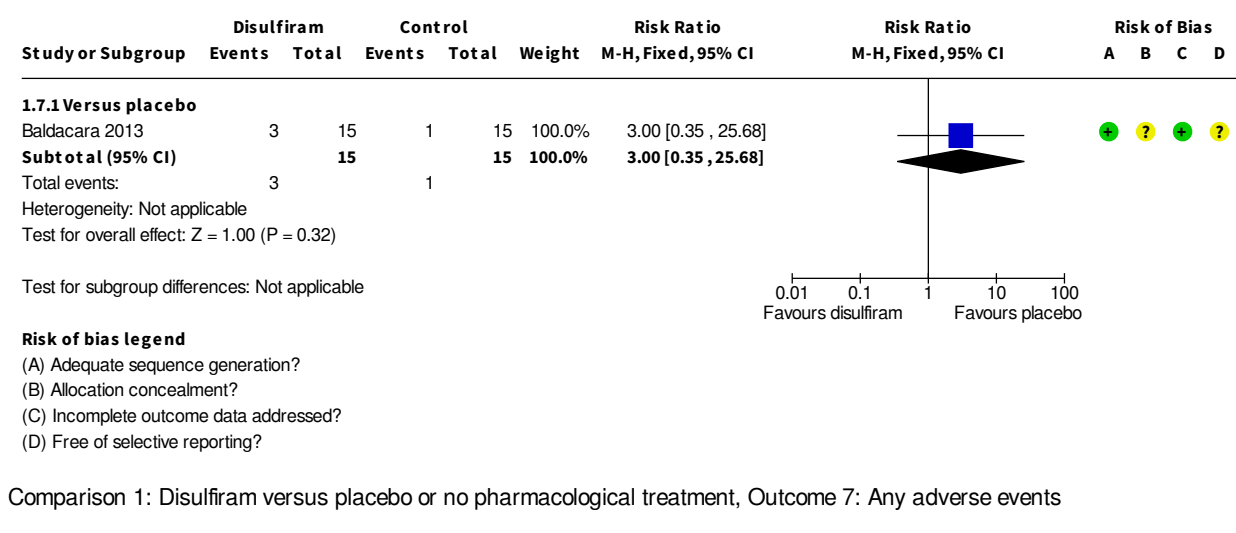 Disulfiram Control Risk Ratio Risk Ratio Risk of Bias
Study or Subgroup Events Total Events Total Weight M-H, Fixed, 95% CI M-H, Fixed, 95% CI A B C D
1.7.1 Versus placebo
Baldacara 2013 3 15 1 15 100.0% 3.00 [0.35 , 25.68] + ? + ?
Subtotal (95% CI) 15 15 100.0% 3.00 [0.35 , 25.68]
Total events: 3 1
Heterogeneity: Not applicable
Test for overall effect: Z = 1.00 (P = 0.32)
Test for subgroup differences: Not applicable
0.01 0.1 1 10 100
Favours disulfiram Favours placebo
Risk of bias legend
(A) Adequate sequence generation?
(B) Allocation concealment?
(C) Incomplete outcome data addressed?
(D) Free of selective reporting?
Comparison 1: Disulfiram versus placebo or no pharmacological treatment, Outcome 7: Any adverse events